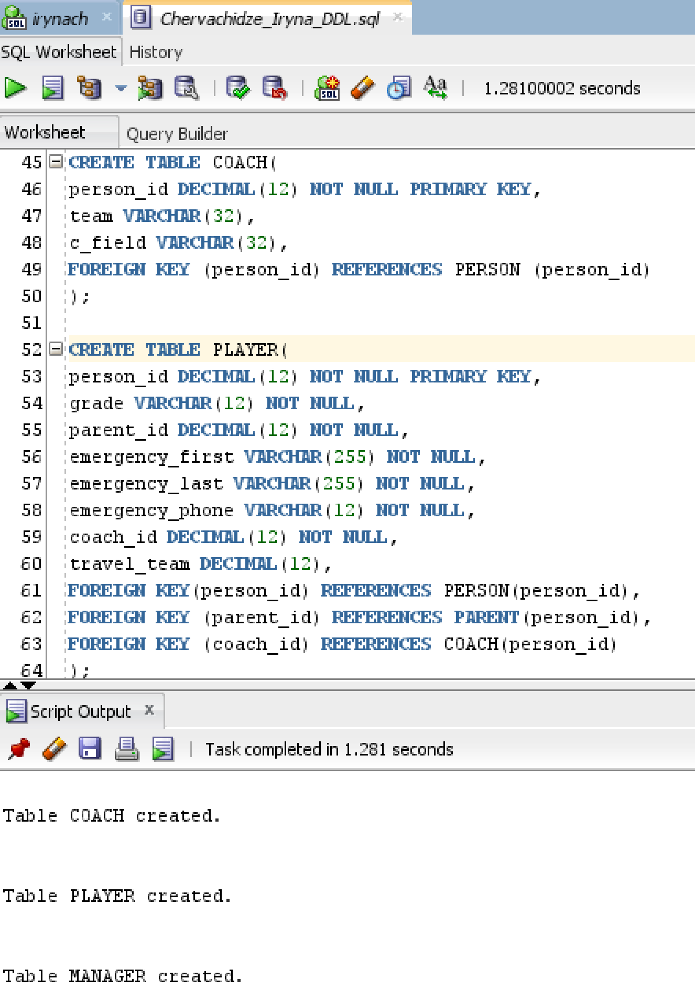 irynach
Chervachidze_Iryna_DDL.sql
SQL Worksheet History
SQL Aa 1.28100002 seconds
Worksheet Query Builder
45 CREATE TABLE COACH(
46 person_id DECIMAL(12) NOT NULL PRIMARY KEY,
47 team VARCHAR(32),
48 c_field VARCHAR(32),
49 FOREIGN KEY (person_id) REFERENCES PERSON (person_id)
50 );
51
52 CREATE TABLE PLAYER(
53 person_id DECIMAL(12) NOT NULL PRIMARY KEY,
54 grade VARCHAR(12) NOT NULL,
55 parent_id DECIMAL(12) NOT NULL,
56 emergency_first VARCHAR(255) NOT NULL,
57 emergency_last VARCHAR(255) NOT NULL,
58 emergency_phone VARCHAR(12) NOT NULL,
59 coach_id DECIMAL(12) NOT NULL,
60 travel_team DECIMAL(12),
61 FOREIGN KEY(person_id) REFERENCES PERSON(person_id),
62 FOREIGN KEY (parent_id) REFERENCES PARENT(person_id),
63 FOREIGN KEY (coach_id) REFERENCES COACH(person_id)
64 );
Script Output x
Task completed in 1.281 seconds
Table COACH created.
Table PLAYER created.
Table MANAGER created.